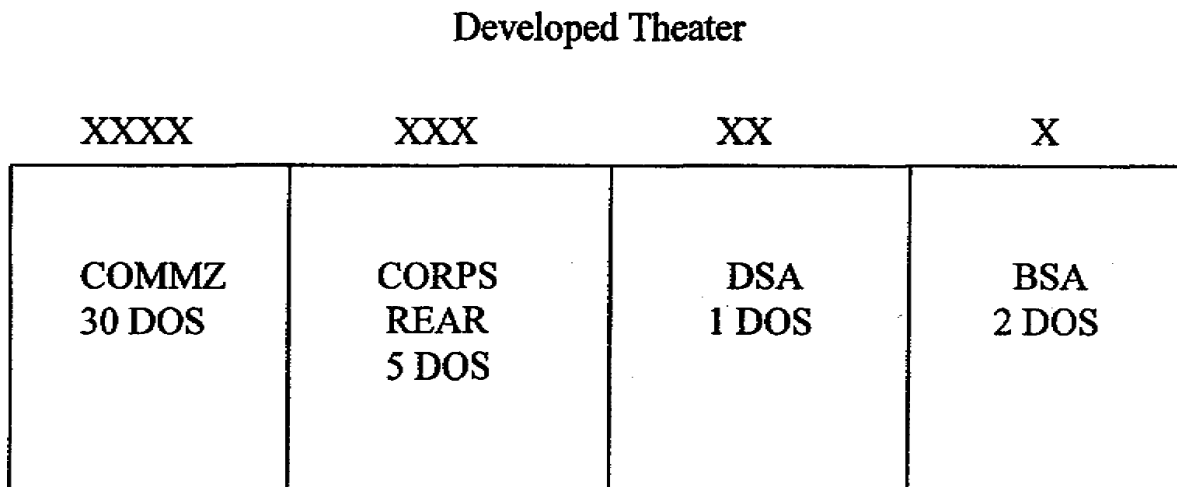 Developed Theater
XXXX XXX XX X
COMMZ
30 DOS
CORPS
REAR
5 DOS
DSA
1 DOS
BSA
2 DOS